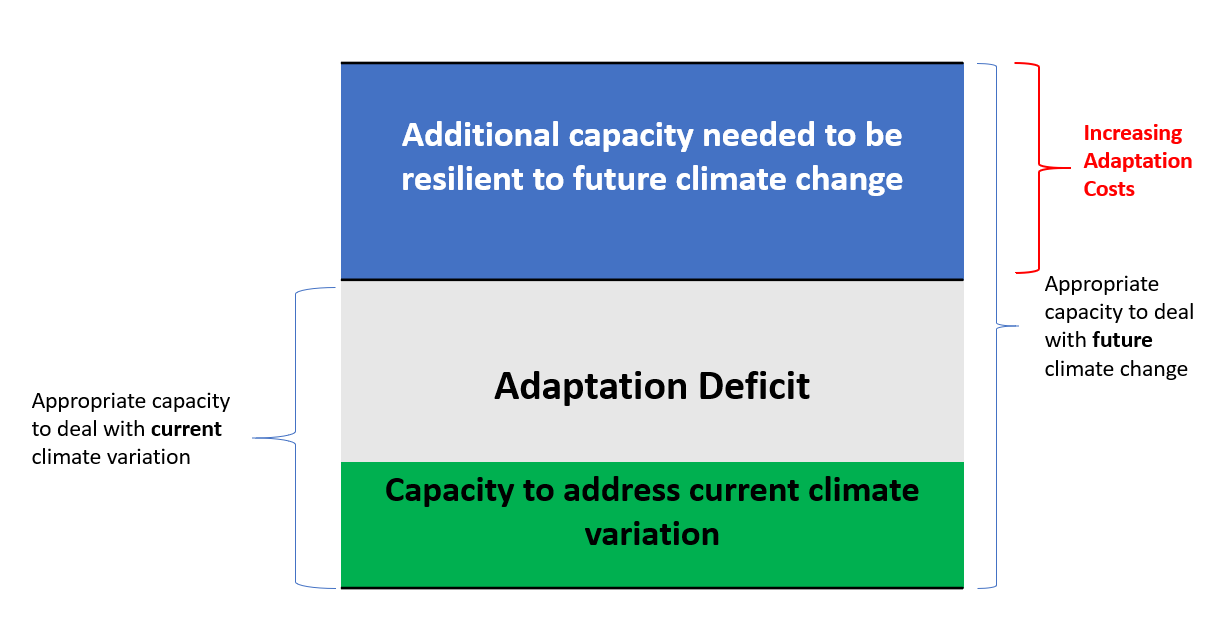 Additional capacity needed to be
resilient to future climate change
Increasing
Adaptation
Costs
Appropriate
capacity to deal
with future
climate change
Adaptation Deficit
Appropriate capacity
to deal with current
climate variation
Capacity to address current climate
variation